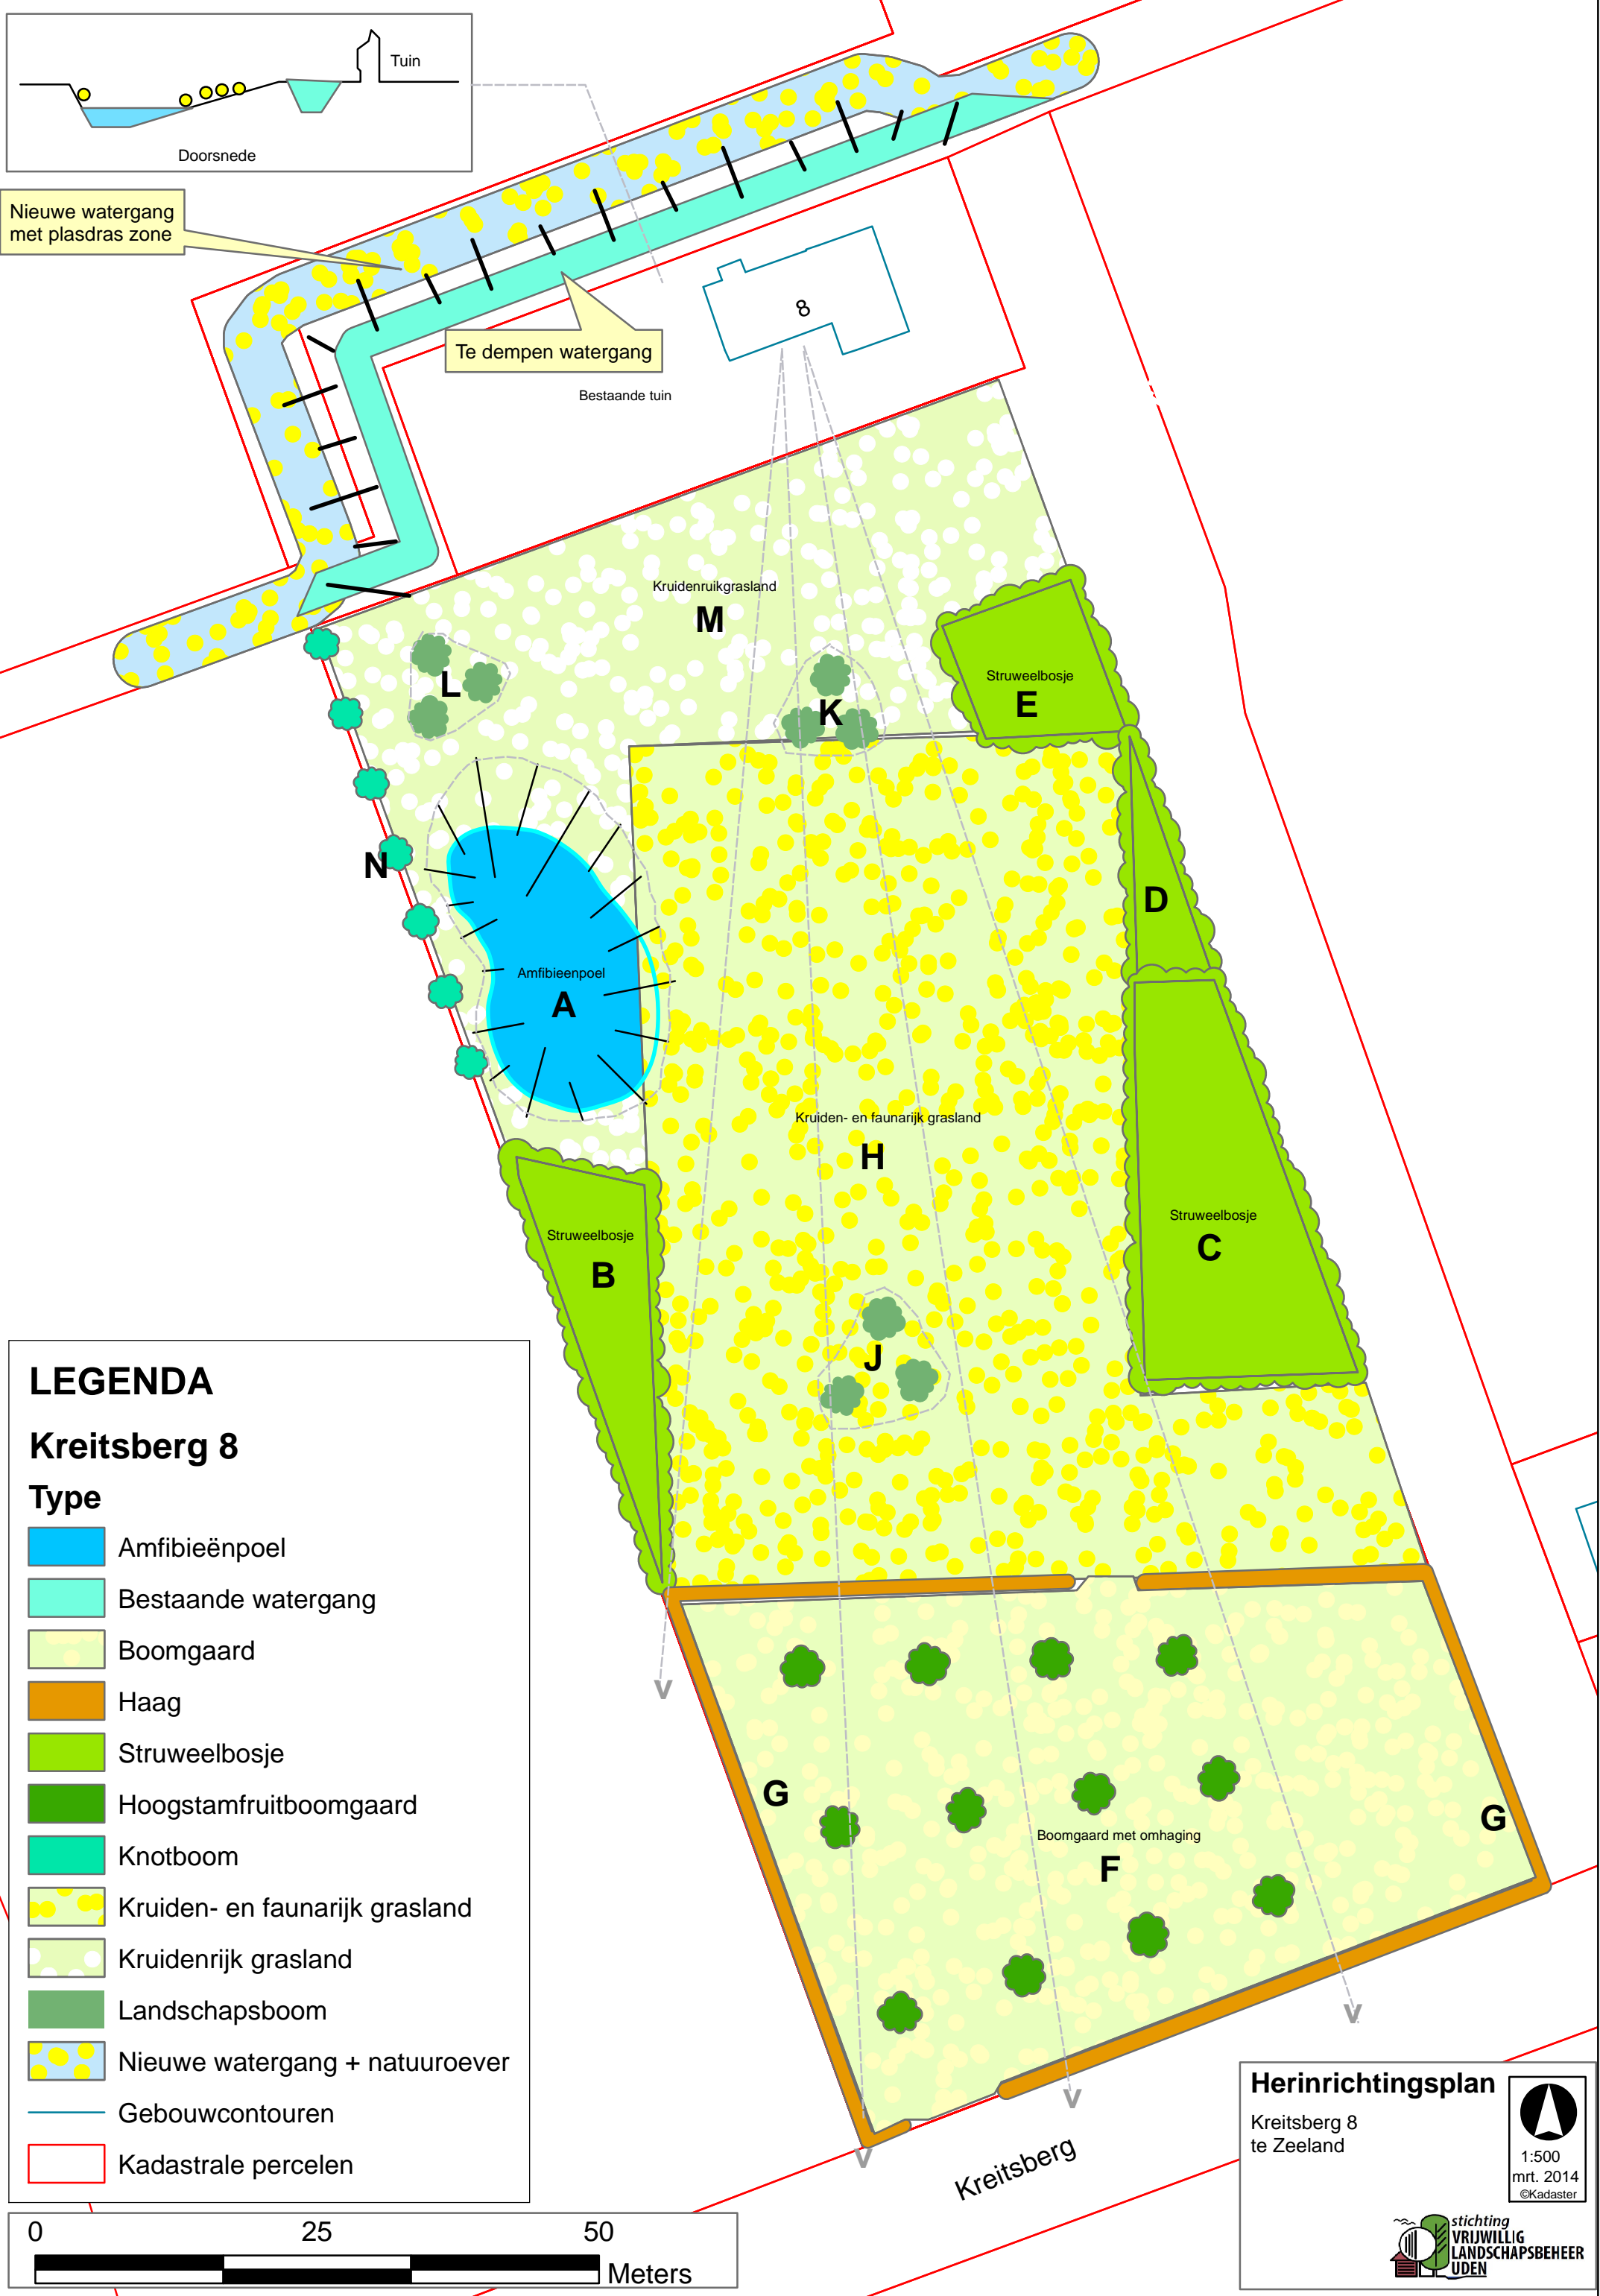 Tuin
Doorsnede
Nieuwe watergang
met plasdras zone
Te dempen watergang
8
Bestaande tuin
Kruidenruikgrasland
M
L
K
Struweelbosje
E
N
D
Amfibieenpoel
A
Kruiden- en faunarijk grasland
H
Struweelbosje
B
Struweelbosje
C
J
V
G
G
Boomgaard met omhaging
F
V
V
V
Kreitsberg
LEGENDA
Kreitsberg 8
Type
Amfibieënpoel
Bestaande watergang
Boomgaard
Haag
Struweelbosje
Hoogstamfruitboomgaard
Knotboom
Kruiden- en faunarijk grasland
Kruidenrijk grasland
Landschapsboom
Nieuwe watergang + natuuroever
Gebouwcontouren
Kadastrale percelen
0 25 50
Meters
Herinrichtingsplan
Kreitsberg 8
te Zeeland
1:500
mrt. 2014
©Kadaster
stichting
VRIJWILLIG
LANDSCHAPSBEHEER
UDEN